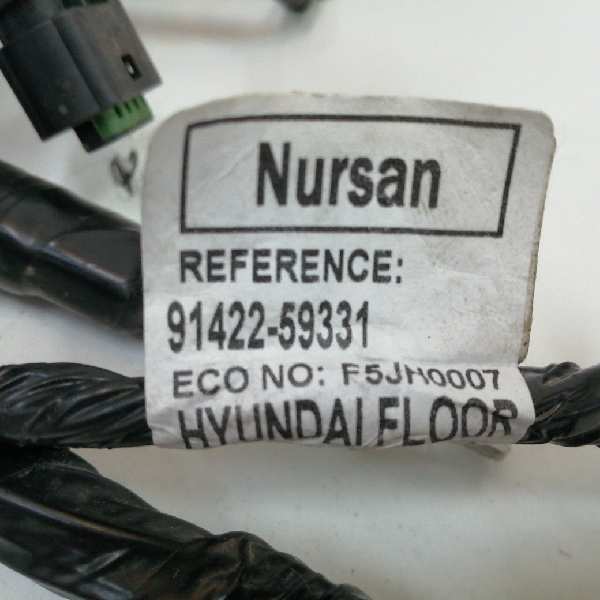 Nursan
REFERENCE:
91422-59331
ECO NO: F5JH0007
HYUNDAI FLOOR